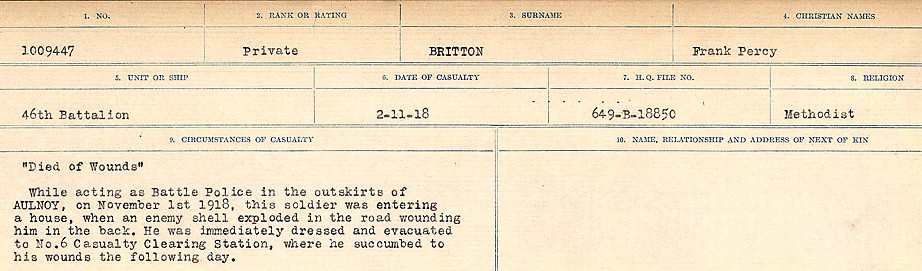 1. NO. 2. RANK OR RATING 3. SURNAME 4. CHRISTIAN NAMES
1009447 Private BRITTON Frank Percy
5. UNIT OR SHIP 6. DATE OF CASUALTY 7. H.Q. FILE NO. 8. RELIGION
46th Battalion 2-11-18 649-B-18850 Methodist
9. CIRCUMSTANCES OF CASUALTY 10. NAME, RELATIONSHIP AND ADDRESS OF NEXT OF KIN
"Died of Wounds"
While acting as Battle Police in the outskirts of
AULNOY, on November 1st 1918, this soldier was entering
a house, when an enemy shell exploded in the road wounding
him in the back. He was immediately dressed and evacuated
to No.6 Casualty Clearing Station, where he succumbed to
his wounds the following day.